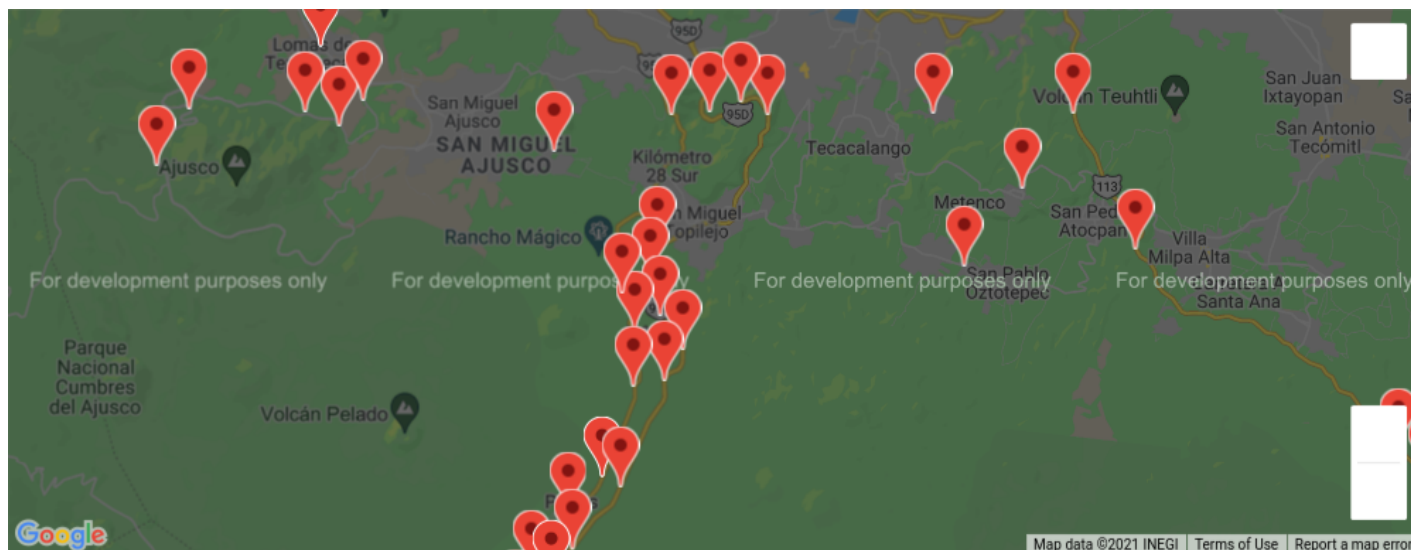 Lomas de
95D
San Juan
Ixtayopan
Volcán Teuhtli
San Miguel
Ajusco
95D
San Antonio
Tecómitl
SAN MIGUEL
AJUSCO
Tecacalango
Ajusco
Kilómetro
28 Sur
113
Metenco
San Miguel
Topilejo
San Pedro
Atocpan
Rancho Mágico
Villa
Milpa Alta
For development purposes only
For development purposes only
For development purposes only
For development purposes only
San Pablo
Oztotepec
Santa Ana
Parque
Nacional
Cumbres
del Ajusco
Volcán Pelado
Google
Map data ©2021 INEGI
Terms of Use
Report a map error